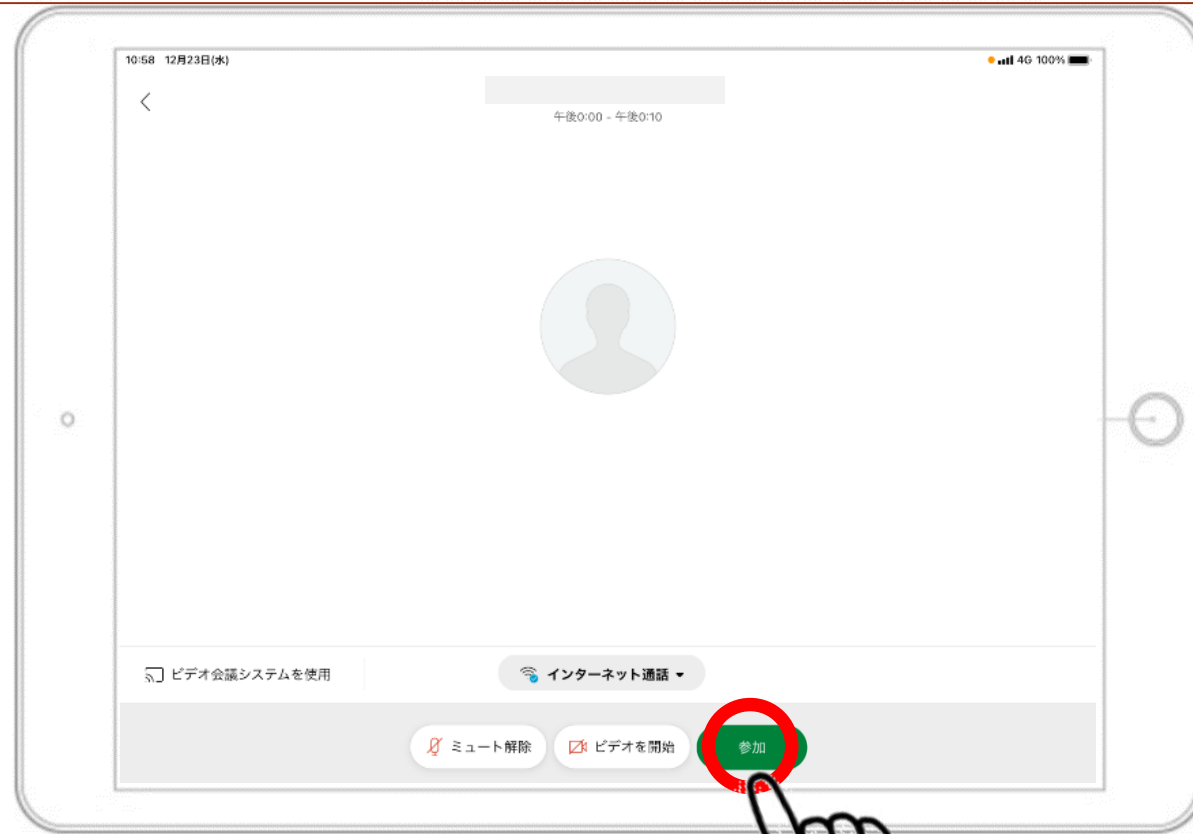 10:58 12月23日(水) 4G 100%
午後0:00 - 午後0:10
ビデオ会議システムを使用 インターネット通話
ミュート解除 ビデオを開始 参加